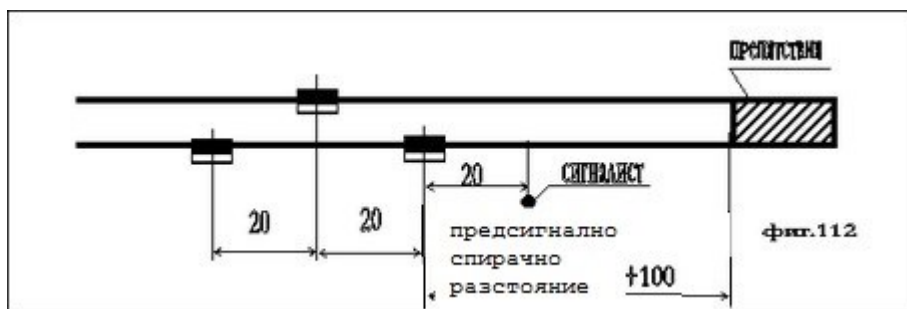 ПРЕПЯТСТВИЕ
20
СИГНАЛИСТ
20
20
предсигнално
спирачно
разстояние
+100
фиг.112